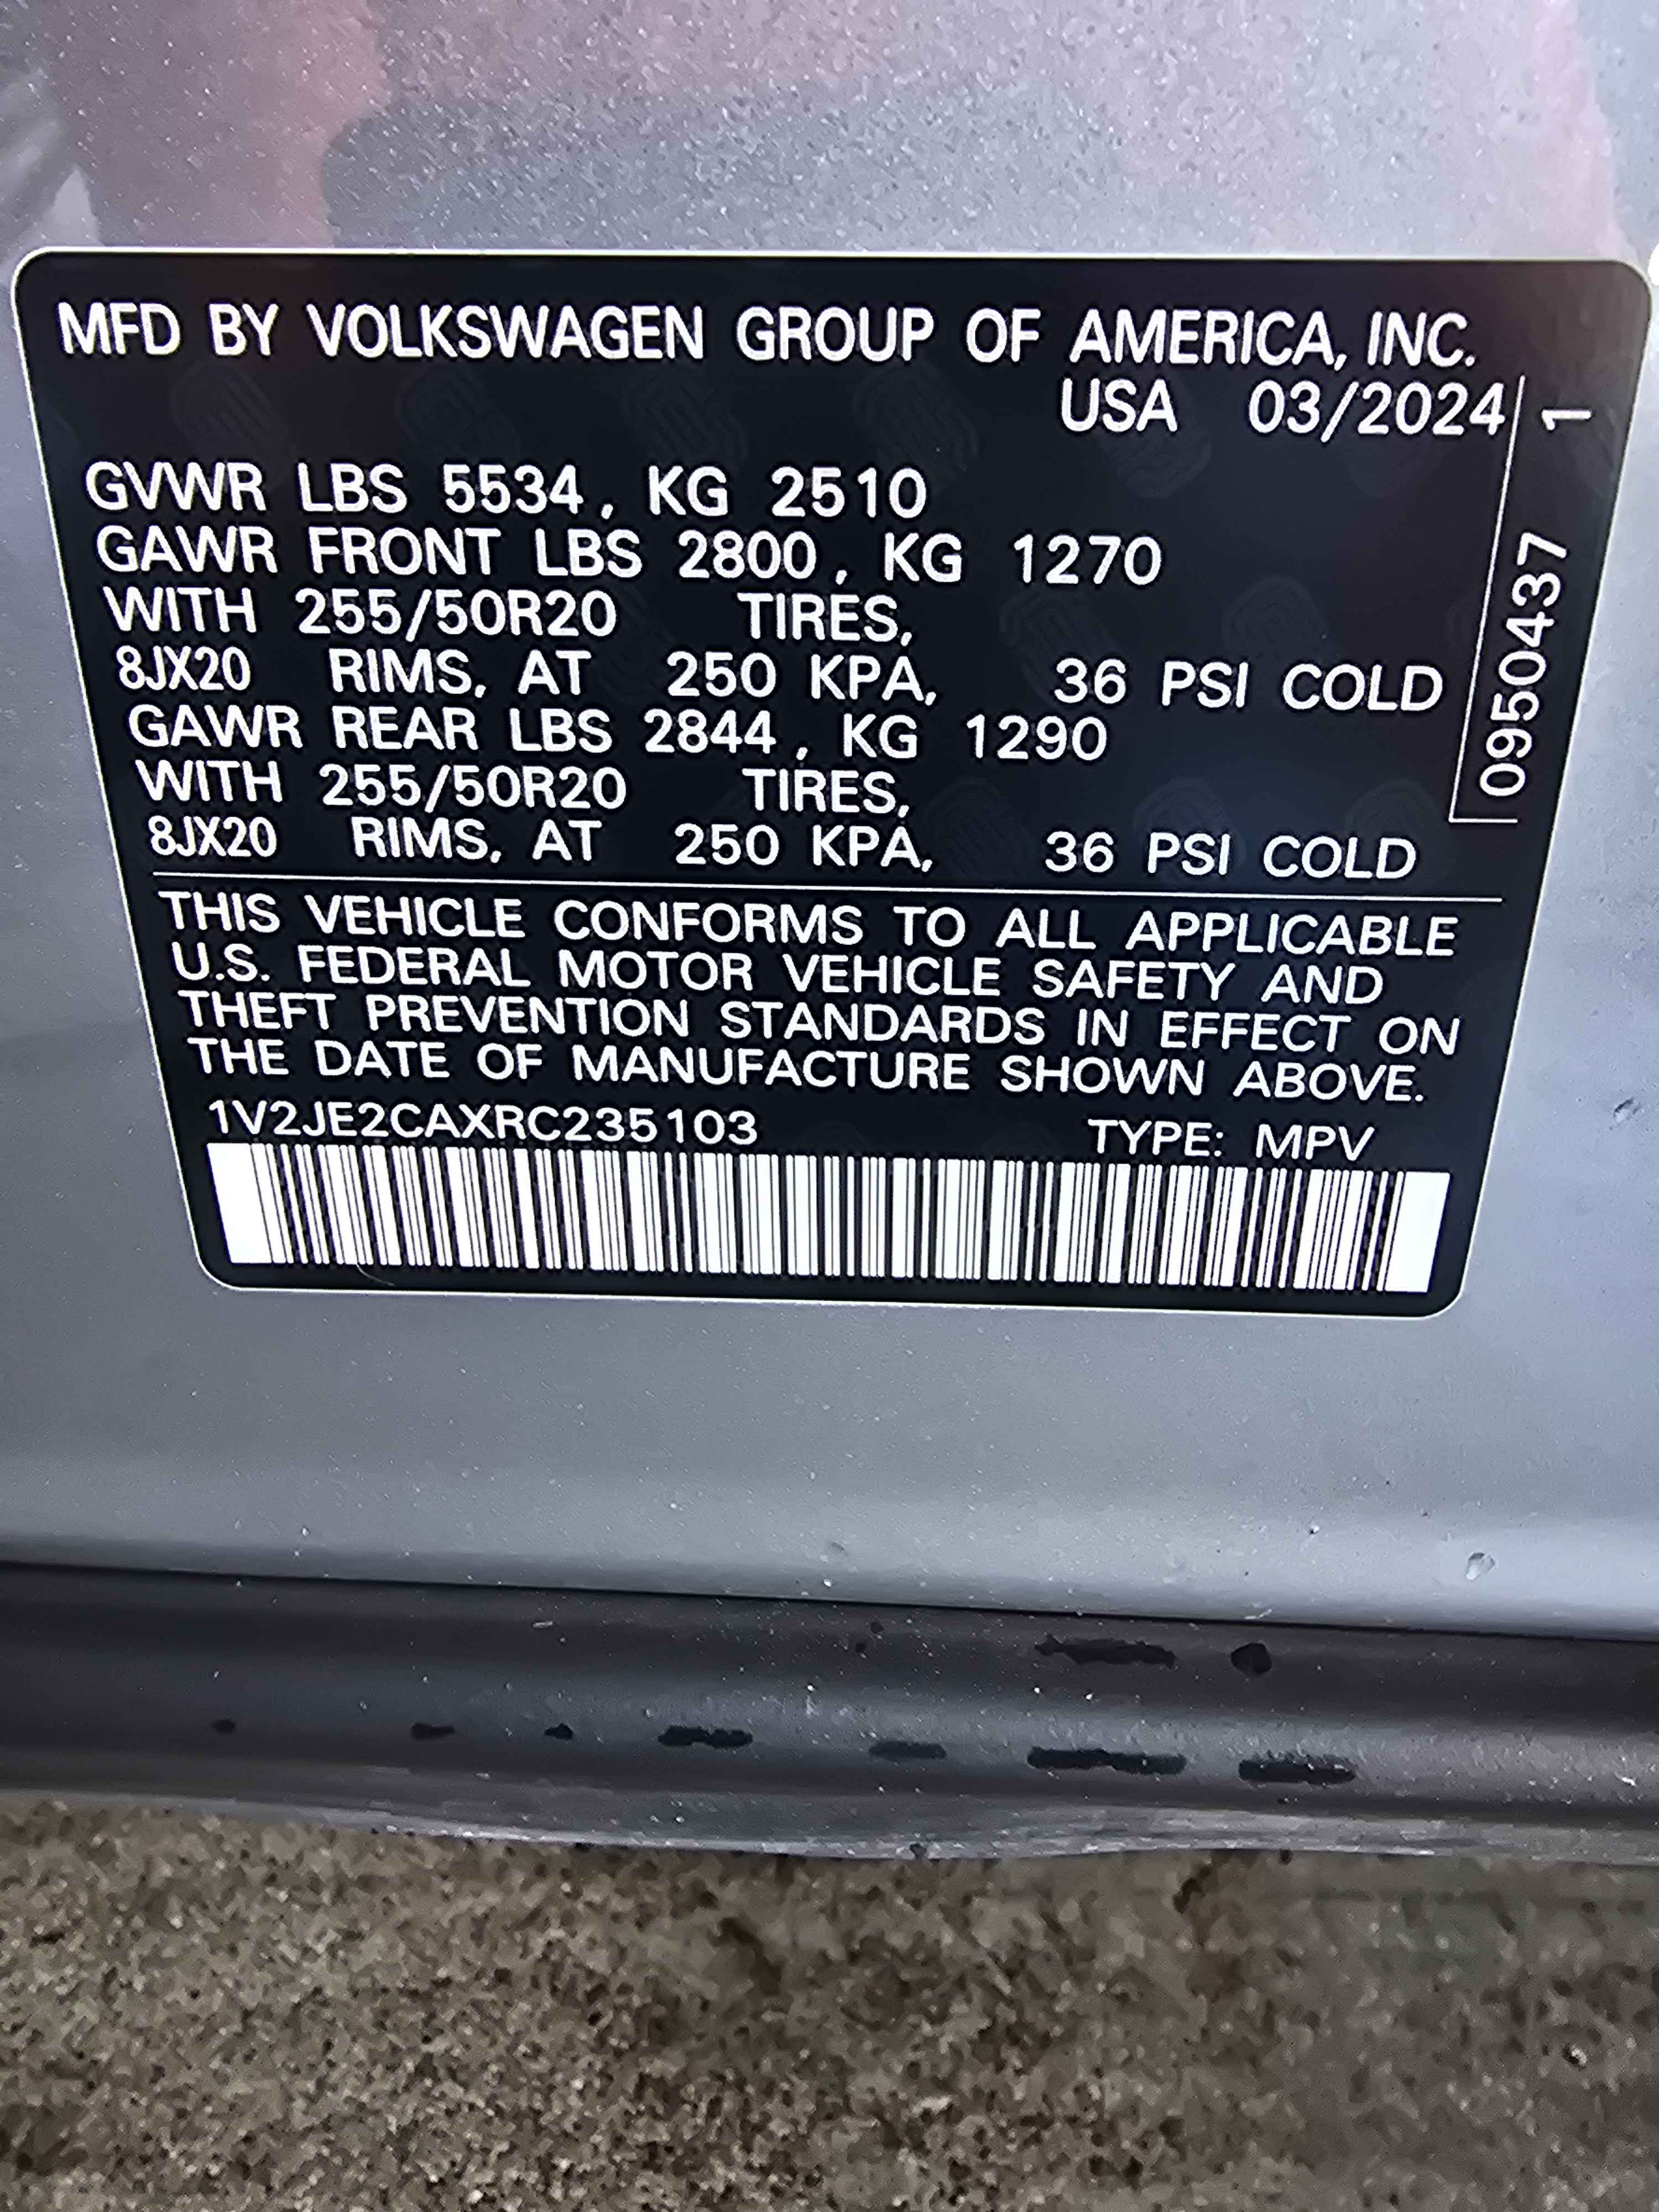 MFD BY VOLKSWAGEN GROUP OF AMERICA, INC.
USA 03/2024
GVWR LBS 5534, KG 2510
GAWR FRONT LBS 2800, KG 1270
WITH 255/50R20 TIRES,
8JX20 RIMS, AT 250 KPA, 36 PSI COLD
GAWR REAR LBS 2844, KG 1290
WITH 255/50R20 TIRES,
8JX20 RIMS, AT 250 KPA, 36 PSI COLD
THIS VEHICLE CONFORMS TO ALL APPLICABLE
U.S. FEDERAL MOTOR VEHICLE SAFETY AND
THEFT PREVENTION STANDARDS IN EFFECT ON
THE DATE OF MANUFACTURE SHOWN ABOVE.
1V2JE2CAXRC235103 TYPE: MPV
0950437 1